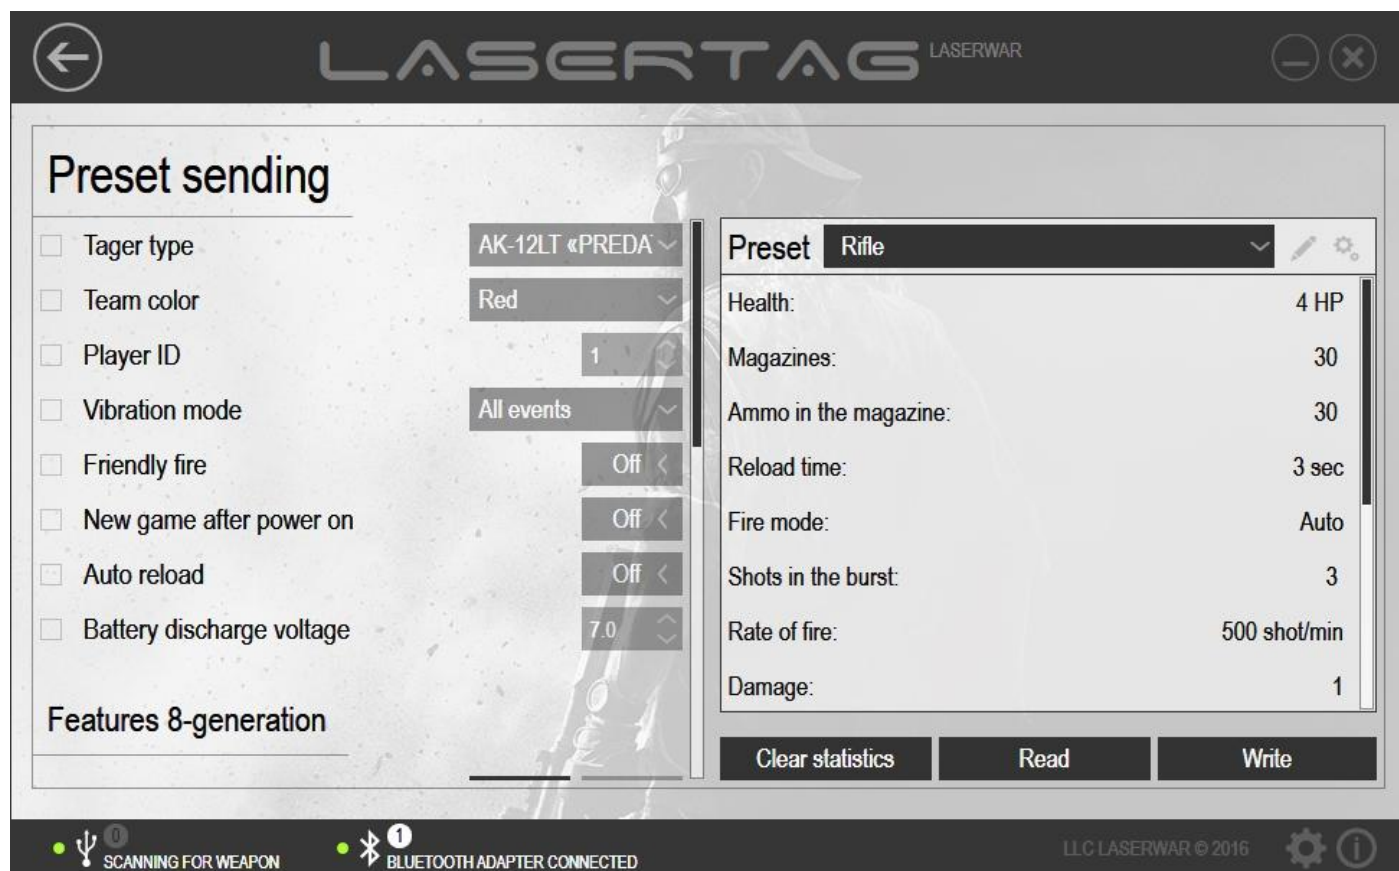 LASERTAG LASERWAR
Preset sending
Tager type AK-12LT «PREDA
Team color Red
Player ID 1
Vibration mode All events
Friendly fire Off
New game after power on Off
Auto reload Off
Battery discharge voltage 7.0
Features 8-generation
Preset Rifle
Health: 4 HP
Magazines: 30
Ammo in the magazine: 30
Reload time: 3 sec
Fire mode: Auto
Shots in the burst: 3
Rate of fire: 500 shot/min
Damage: 1
Clear statistics Read Write
0 SCANNING FOR WEAPON 1 BLUETOOTH ADAPTER CONNECTED LLC LASERWAR © 2016